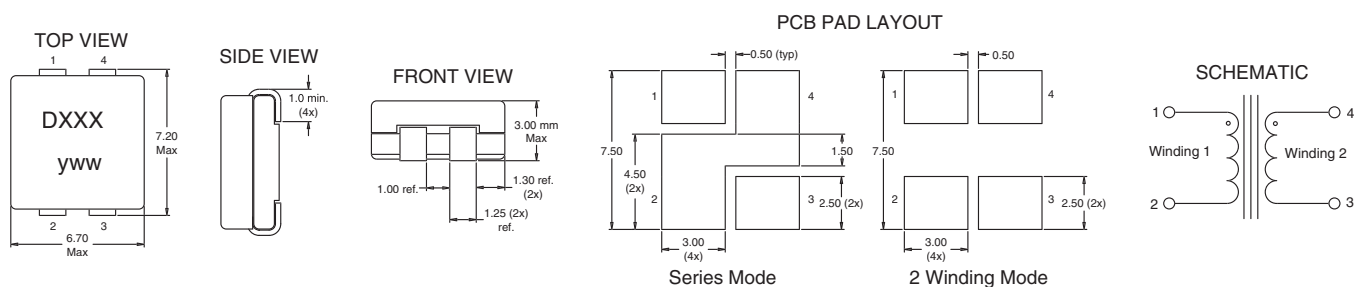 TOP VIEW
1
4
DXXX
yww
7.20
Max
2
3
6.70
Max
SIDE VIEW
1.0 min.
(4x)
FRONT VIEW
3.00 mm
Max
1.00 ref.
1.30 ref.
(2x)
1.25 (2x)
ref.
PCB PAD LAYOUT
0.50 (typ)
1
4
7.50
4.50
(2x)
1.50
2
3
2.50 (2x)
3.00
(4x)
Series Mode
0.50
1
4
7.50
2
3
2.50 (2x)
3.00
(4x)
2 Winding Mode
SCHEMATIC
1
4
Winding 1
Winding 2
2
3